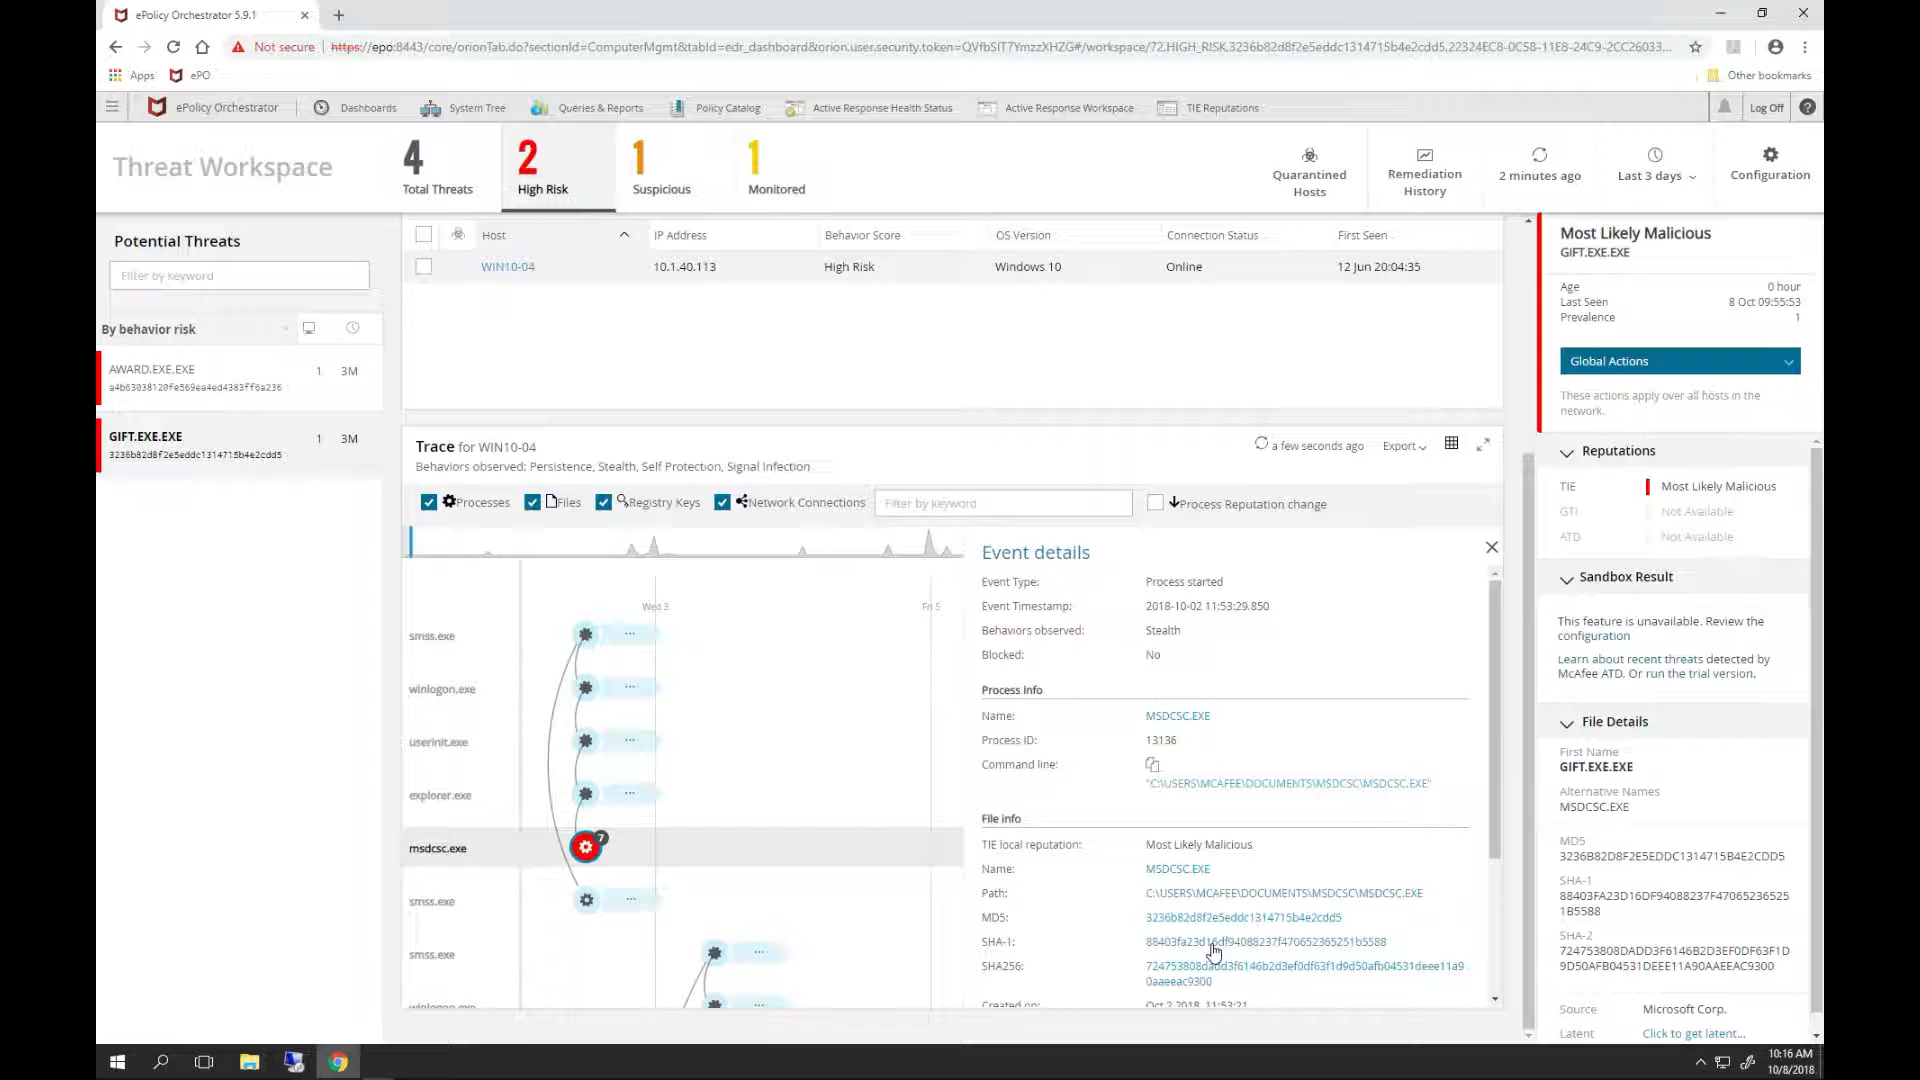 ePolicy Orchestrator 5.9.1
Not secure | https://epo:8443/core/orionTab.do?sectionId=ComputerMgmt&tabId=edr_dashboard&orion.user.security.token=QVfbSIT7YmzzXHZG#/workspace/72,HIGH_RISK,3236b82d8f2e5eddc1314715b4e2cdd5,22324EC8-0C58-11E8-24C9-2CC26033...
Apps ePO Other bookmarks
ePolicy Orchestrator Dashboards System Tree Queries & Reports Policy Catalog Active Response Health Status Active Response Workspace TIE Reputations Log Off
Threat Workspace
4 Total Threats
2 High Risk
1 Suspicious
1 Monitored
Quarantined Hosts
Remediation History
2 minutes ago
Last 3 days
Configuration
Potential Threats
Filter by keyword
By behavior risk
AWARD.EXE.EXE 1 3M
a4b63038120fe569ea4ed4383ff6a236
GIFT.EXE.EXE 1 3M
3236b82d8f2e5eddc1314715b4e2cdd5
Host IP Address Behavior Score OS Version Connection Status First Seen
WIN10-04 10.1.40.113 High Risk Windows 10 Online 12 Jun 20:04:35
Trace for WIN10-04
a few seconds ago Export
Behaviors observed: Persistence, Stealth, Self Protection, Signal Infection
Processes Files Registry Keys Network Connections Filter by keyword Process Reputation change
Wed 3 Fri 5
smss.exe ...
winlogon.exe ...
userinit.exe ...
explorer.exe ...
msdcsc.exe 7
smss.exe ...
smss.exe ...
winlogon.exe ...
Event details
Event Type: Process started
Event Timestamp: 2018-10-02 11:53:29.850
Behaviors observed: Stealth
Blocked: No
Process info
Name: MSDCSC.EXE
Process ID: 13136
Command line:
"C:\USERS\MCAFEE\DOCUMENTS\MSDCSC\MSDCSC.EXE"
File info
TIE local reputation: Most Likely Malicious
Name: MSDCSC.EXE
Path: C:\USERS\MCAFEE\DOCUMENTS\MSDCSC\MSDCSC.EXE
MD5: 3236b82d8f2e5eddc1314715b4e2cdd5
SHA-1: 88403fa23d16df94088237f470652365251b5588
SHA256: 724753808dadd3f6146b2d3ef0df63f1d9d50afb04531deee11a9
0aaeeac9300
Created on: Oct 2 2018, 11:53:21
Most Likely Malicious
GIFT.EXE.EXE
Age 0 hour
Last Seen 8 Oct 09:55:53
Prevalence 1
Global Actions
These actions apply over all hosts in the
network.
Reputations
TIE Most Likely Malicious
GTI Not Available
ATD Not Available
Sandbox Result
This feature is unavailable. Review the
configuration
Learn about recent threats detected by
McAfee ATD. Or run the trial version.
File Details
First Name
GIFT.EXE.EXE
Alternative Names
MSDCSC.EXE
MD5
3236B82D8F2E5EDDC1314715B4E2CDD5
SHA-1
88403FA23D16DF94088237F47065236525
1B5588
SHA-2
724753808DADD3F6146B2D3EF0DF63F1D
9D50AFB04531DEEE11A90AAEEAC9300
Source Microsoft Corp.
Latent Click to get latent...
10:16 AM
10/8/2018